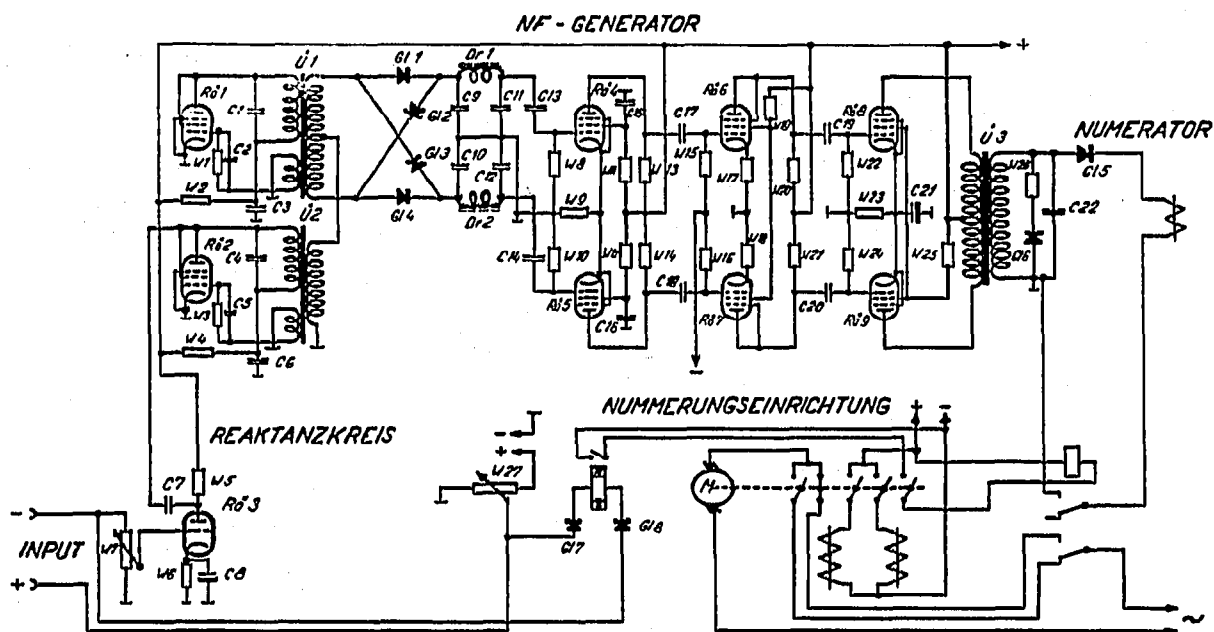 NF - GENERATOR
+
Ü1
Gl1
Dr1
Rö1
C1
C2
W1
W2
C3
Gl2
Gl3
Gl4
Dr2
C9
C11
C13
C10
C12
C14
Rö4
C15
C17
Rö6
W8
W9
W10
W13
W14
W15
W16
W17
W20
W21
Rö5
C16
C18
Rö7
C19
C20
Rö8
W22
W23
W24
C21
W25
Rö9
Ü3
NUMERATOR
W26
Gl5
C22
Gl6
Ü2
Rö2
C4
C5
W3
W4
C6
-
NUMMERUNGSEINRICHTUNG
+ -
REAKTANZKREIS
-
+
W27
W5
C7
Rö3
M
-
INPUT
+
W7
W6
C8
Gl7
Gl8
~